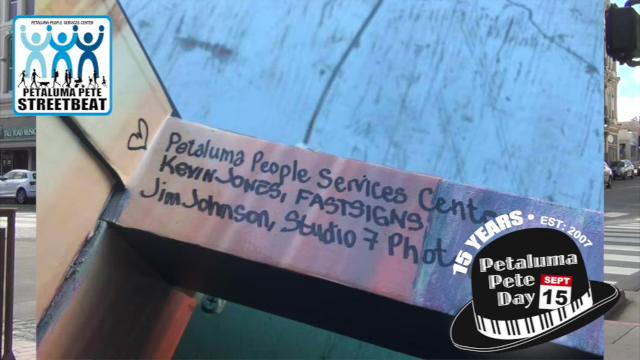 PETALUMA PEOPLE SERVICES CENTER
PETALUMA PETE
STREETBEAT
♡ Petaluma People Services Cent
KEVIN JONES, FASTSIGNS
Jim Johnson, Studio 7 Phot
15 YEARS • EST: 2007
Petaluma
Pete
Day
SEPT
15